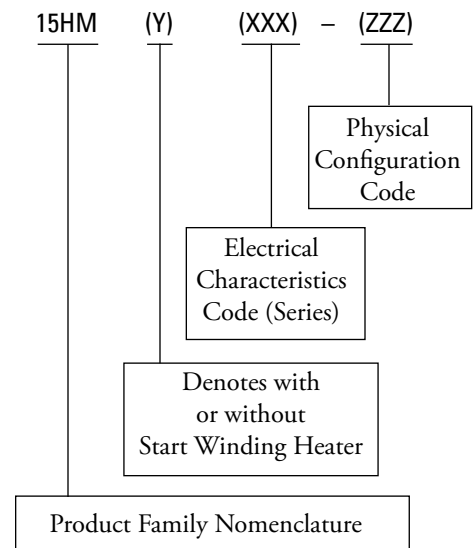 15HM (Y) (XXX) – (ZZZ)
Physical
Configuration
Code
Electrical
Characteristics
Code (Series)
Denotes with
or without
Start Winding Heater
Product Family Nomenclature